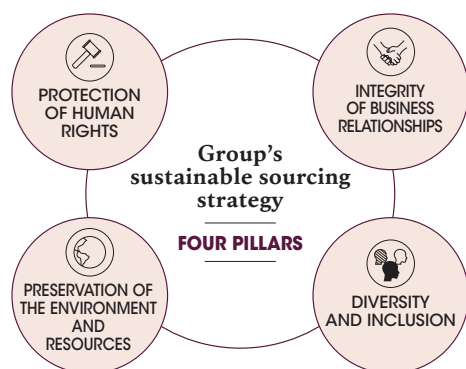 PROTECTION
OF HUMAN
RIGHTS
INTEGRITY
OF BUSINESS
RELATIONSHIPS
Group's
sustainable sourcing
strategy
FOUR PILLARS
PRESERVATION OF
THE ENVIRONMENT
AND
RESOURCES
DIVERSITY
AND INCLUSION